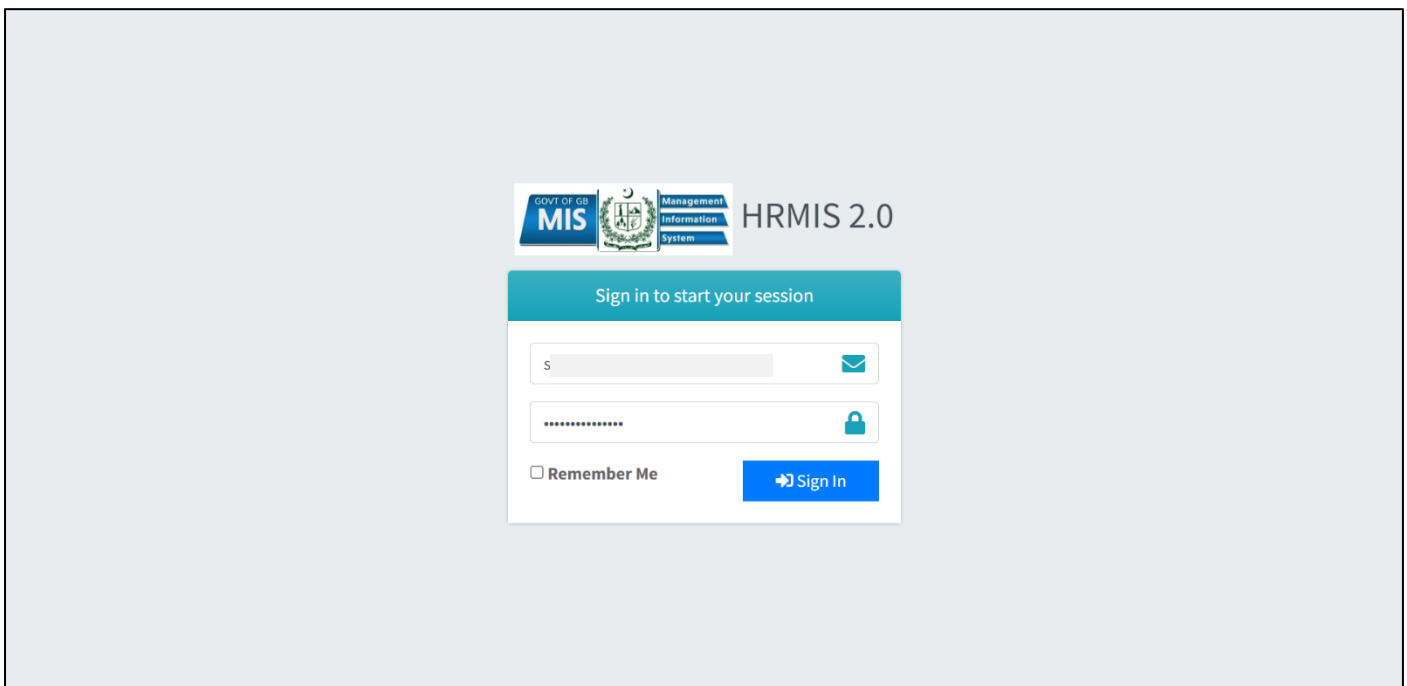 GOVT OF GB
MIS
Management
Information
System
HRMIS 2.0
Sign in to start your session
s
•••••••••••••••
Remember Me
Sign In